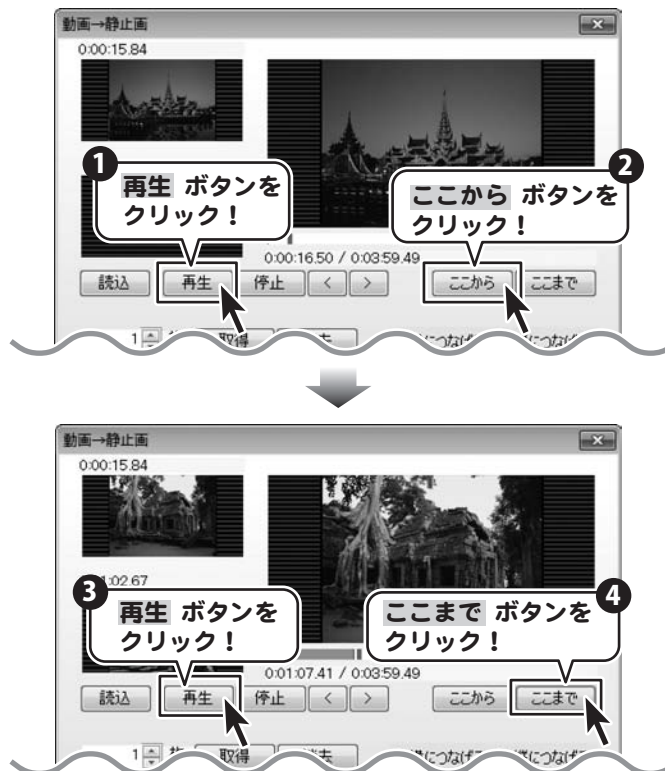 動画→静止画
0:00:15.84
1
再生 ボタンを
クリック！
2
ここから ボタンを
クリック！
0:00:16.50 / 0:03:59.49
読込 再生 停止 < > ここから ここまで
1 取得
動画→静止画
0:00:15.84
:02.67
3
再生 ボタンを
クリック！
4
ここまで ボタンを
クリック！
0:01:07.41 / 0:03:59.49
読込 再生 停止 < > ここから ここまで
1 取得